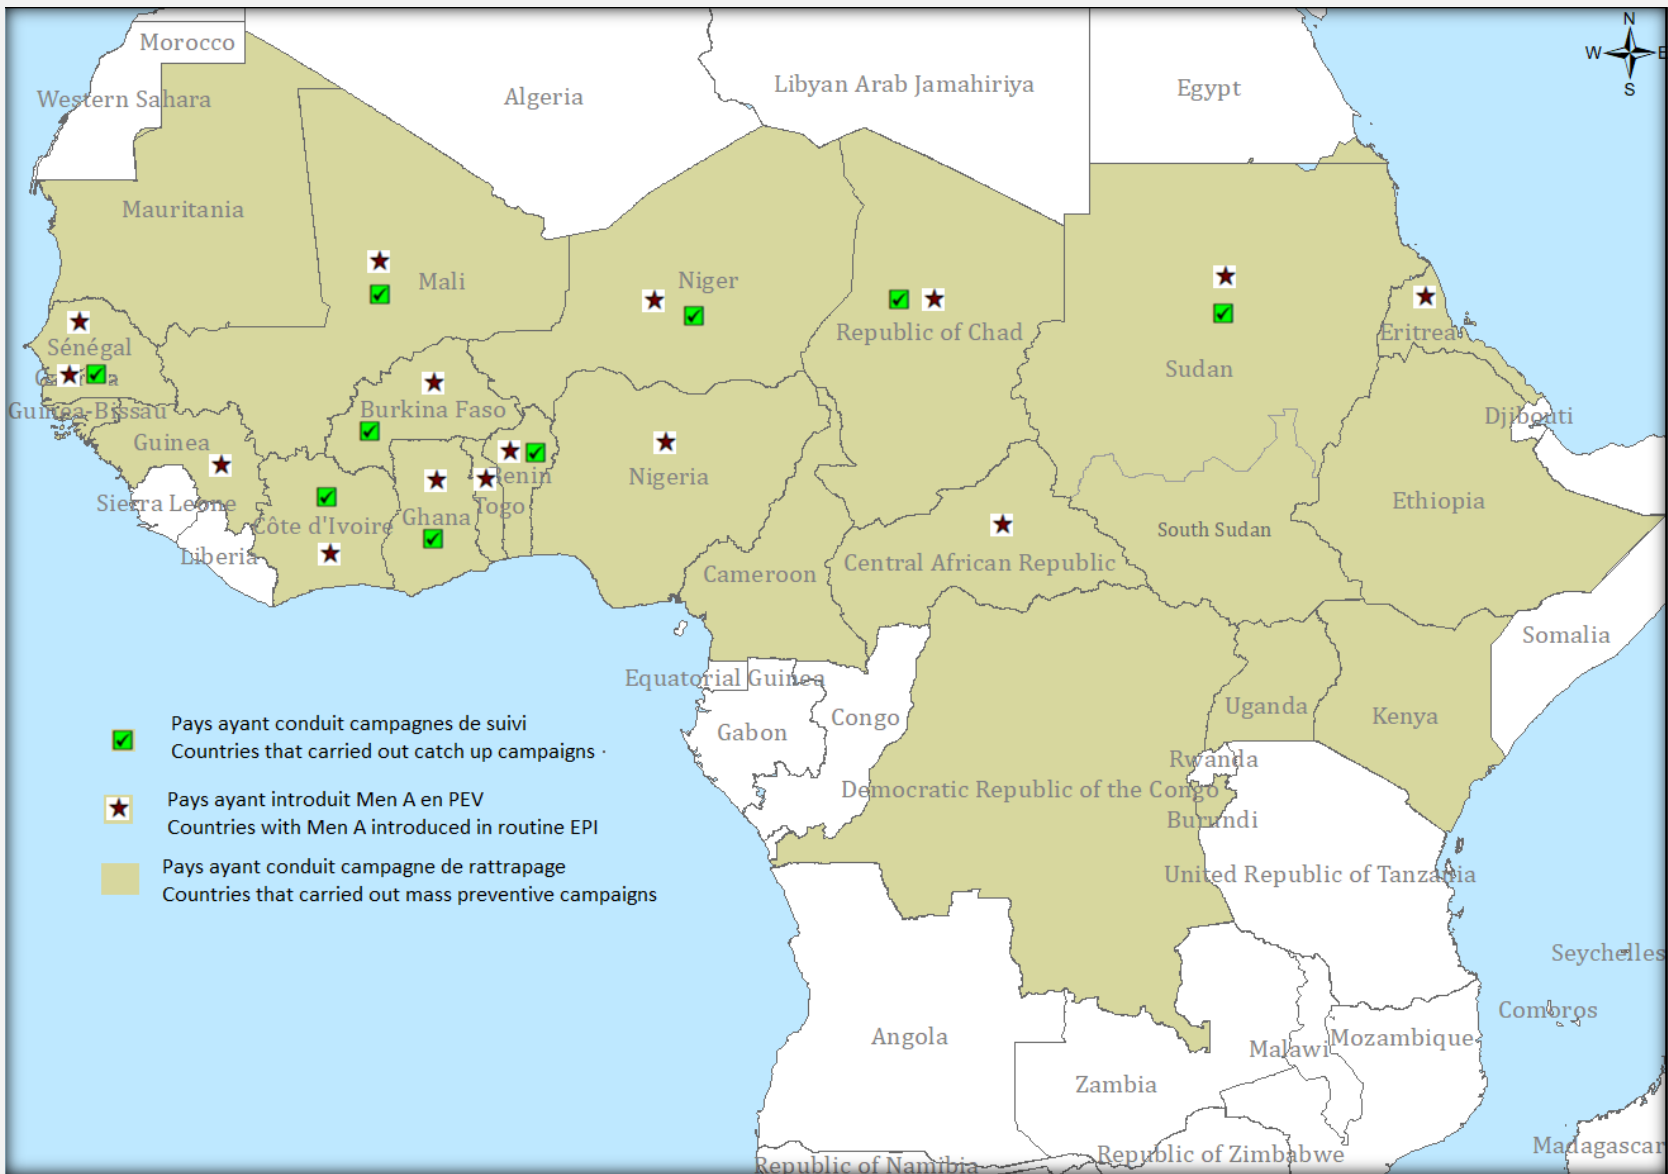 N
W
E
S
Morocco
Western Sahara
Algeria
Libyan Arab Jamahiriya
Egypt
Mauritania
Mali
Niger
Republic of Chad
Sudan
Eritrea
Sénégal
Guinea-Bissau
Guinea
Burkina Faso
Benin
Nigeria
Djibouti
Ethiopia
Sierra Leone
Côte d'Ivoire
Ghana
Togo
South Sudan
Liberia
Cameroon
Central African Republic
Somalia
Equatorial Guinea
Gabon
Congo
Uganda
Kenya
Rwanda
Democratic Republic of the Congo
Burundi
United Republic of Tanzania
Seychelles
Comoros
Angola
Malawi
Mozambique
Zambia
Republic of Zimbabwe
Madagascar
Republic of Namibia
Pays ayant conduit campagnes de suivi
Countries that carried out catch up campaigns
Pays ayant introduit Men A en PEV
Countries with Men A introduced in routine EPI
Pays ayant conduit campagne de rattrapage
Countries that carried out mass preventive campaigns